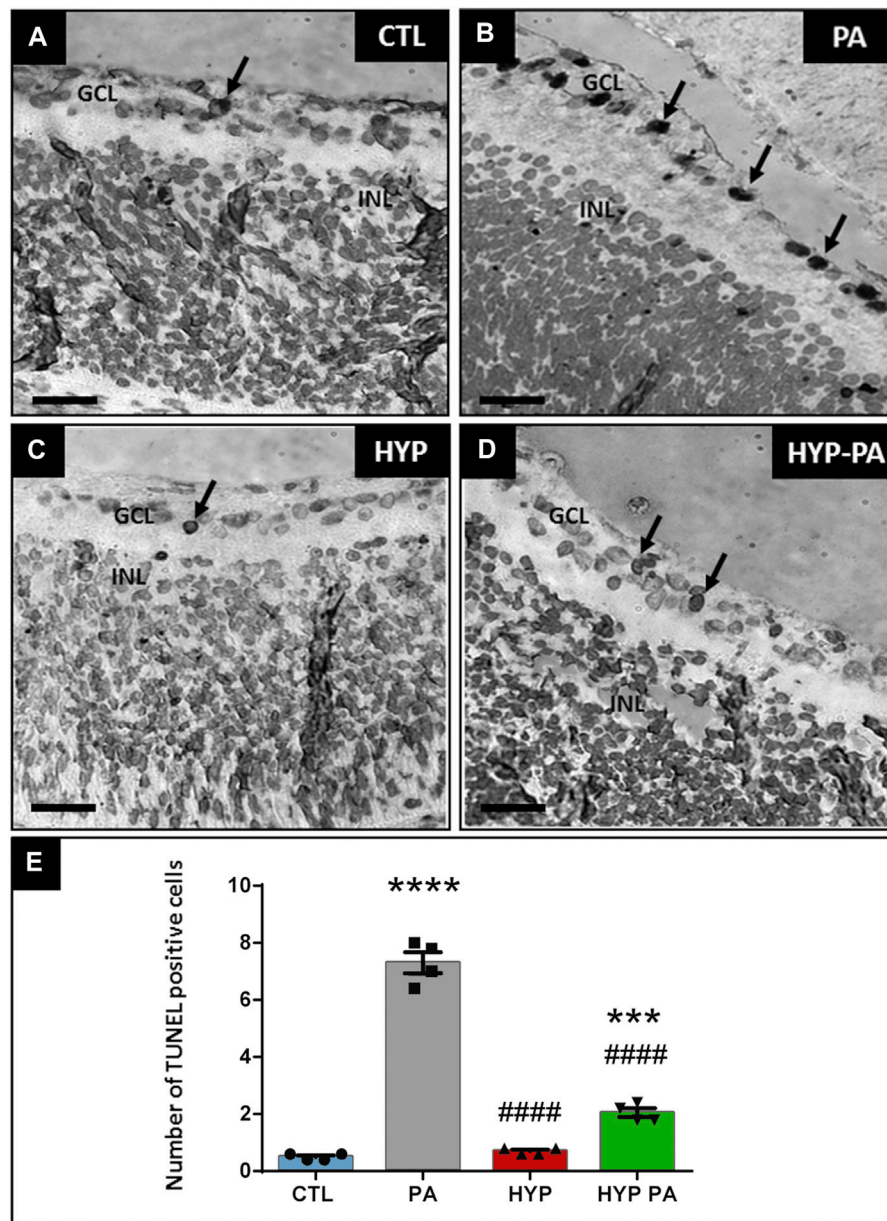 A
CTL
GCL
INL
B
PA
GCL
INL
C
HYP
GCL
INL
D
HYP-PA
GCL
INL
E
Number of TUNEL positive cells
10
8
6
4
2
0
****
####
***
####
CTL
PA
HYP
HYP PA